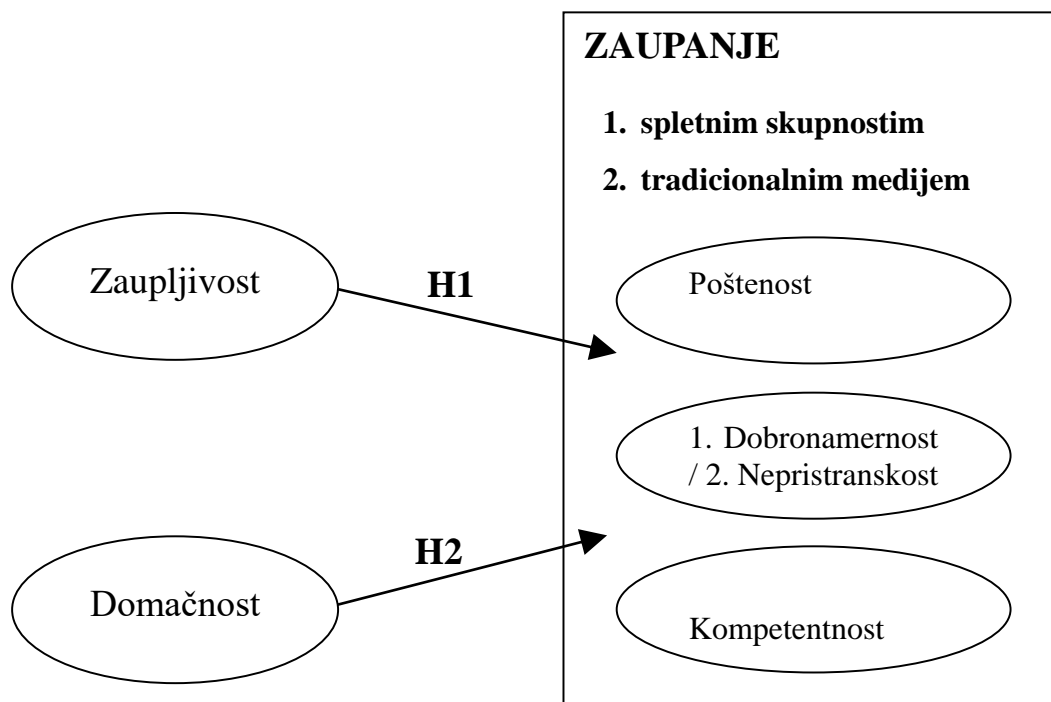 ZAUPANJE
1. spletnim skupnostim
2. tradicionalnim medijem
Zaupljivost
H1
Poštenost
1. Dobronamernost
/ 2. Nepristranskost
H2
Domačnost
Kompetentnost